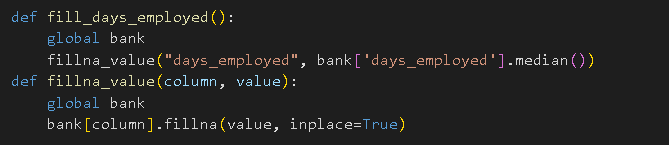 def fill_days_employed():
    global bank
    fillna_value("days_employed", bank['days_employed'].median())
def fillna_value(column, value):
    global bank
    bank[column].fillna(value, inplace=True)